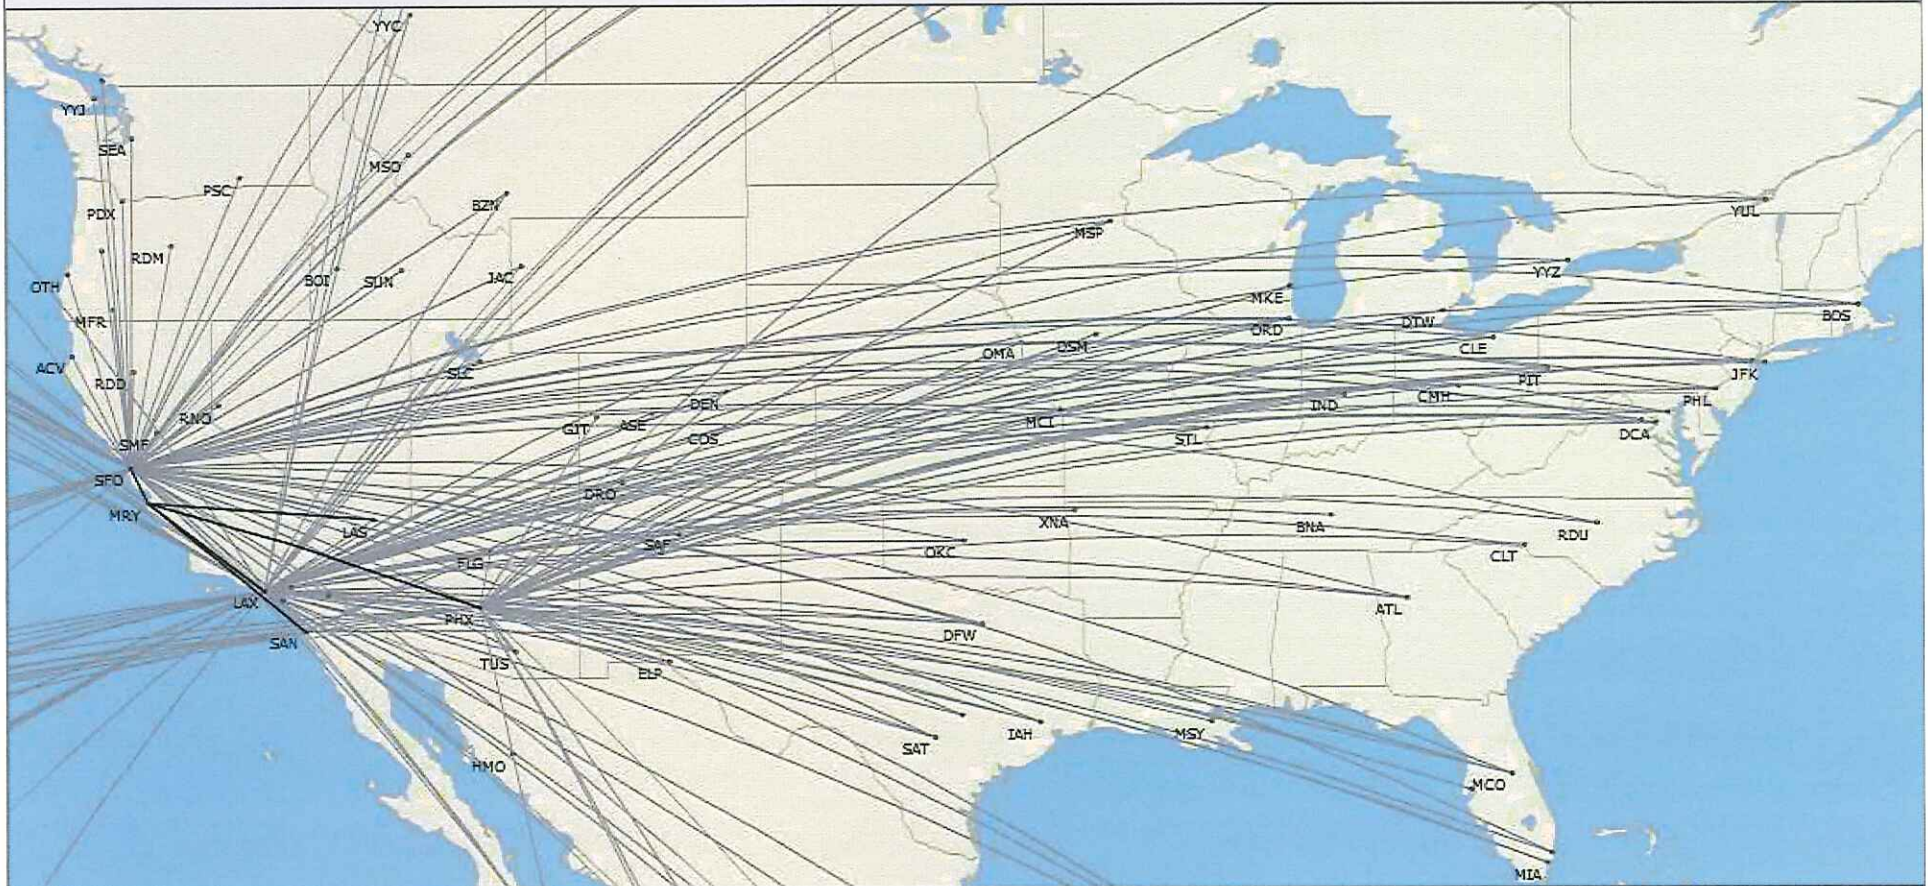 YYC
YYJ
SEA
MSO
PSC
BZN
PDX
YUL
MSP
RDM
YYZ
BOI
SUN
JAC
OTH
MKE
BOS
MFR
DTW
ORD
DSM
CLE
OMA
ACV
SLC
JFK
RDD
PIT
CMH
PHL
DEN
IND
RNO
MCI
GJT
ASE
DCA
COS
STL
SMF
SFO
DRO
MRY
XNA
BNA
LAS
RDU
SAF
OKC
CLT
FLG
LAX
ATL
PHX
DFW
SAN
TUS
ELP
IAH
MSY
SAT
HMO
MCO
MIA